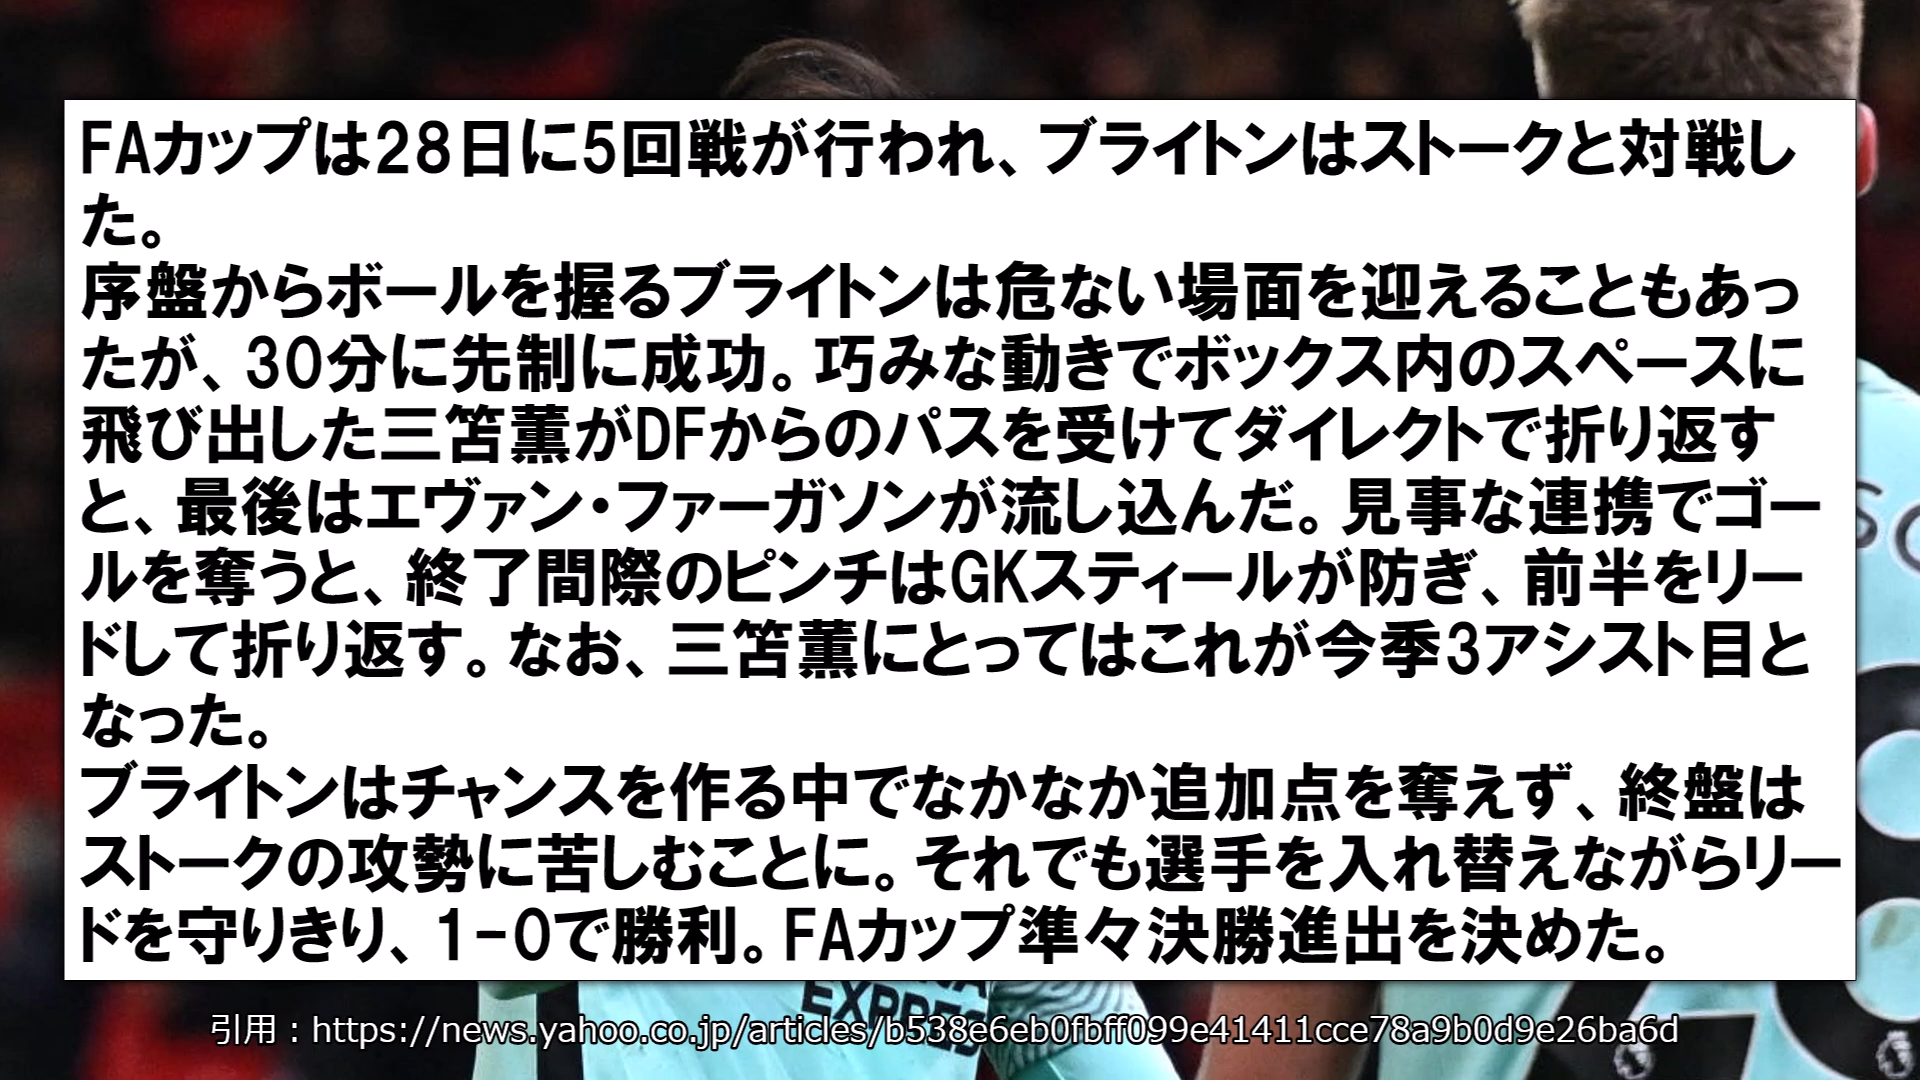 FAカップは28日に5回戦が行われ、ブライトンはストークと対戦し
た。
序盤からボールを握るブライトンは危ない場面を迎えることもあっ
たが、30分に先制に成功。巧みな動きでボックス内のスペースに
飛び出した三笘薫がDFからのパスを受けてダイレクトで折り返す
と、最後はエヴァン・ファーガソンが流し込んだ。見事な連携でゴー
ルを奪うと、終了間際のピンチはGKスティールが防ぎ、前半をリー
ドして折り返す。なお、三笘薫にとってはこれが今季3アシスト目と
なった。
ブライトンはチャンスを作る中でなかなか追加点を奪えず、終盤は
ストークの攻勢に苦しむことに。それでも選手を入れ替えながらリー
ドを守りきり、1-0で勝利。FAカップ準々決勝進出を決めた。
EXPRES
引用：https://news.yahoo.co.jp/articles/b538e6eb0fbff099e41411cce78a9b0d9e26ba6d